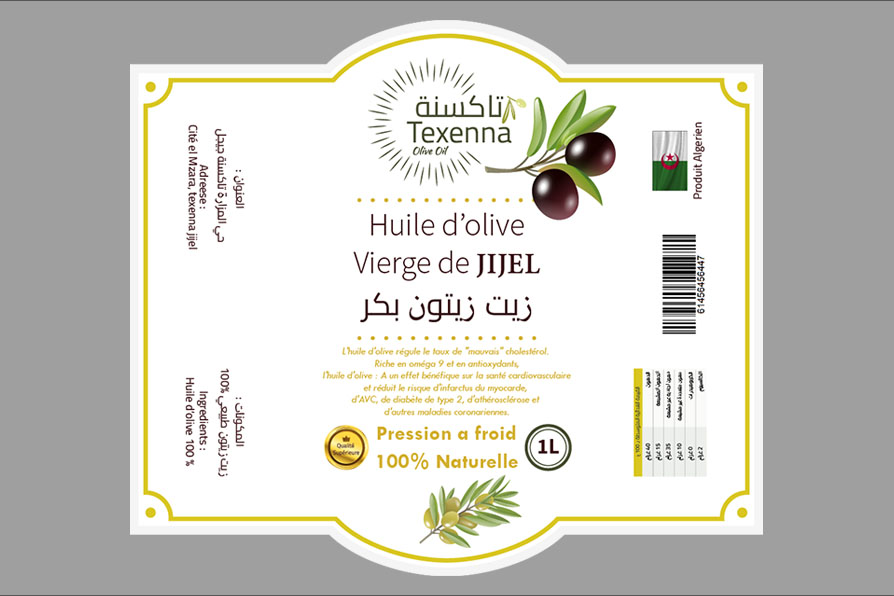 تاكسنة
Texenna
Olive Oil
Huile d'olive
Vierge de JIJEL
زيت زيتون بكر
L'huile d'olive régule le taux de "mauvais" cholestérol.
Riche en oméga 9 et en antioxydants,
l'huile d'olive : A un effet bénéfique sur la santé cardiovasculaire
et réduit le risque d'infarctus du myocarde,
d'AVC, de diabète de type 2, d'athérosclérose et
d'autres maladies coronariennes.
Qualité
Supérieure
Pression a froid
100% Naturelle
1L
العنوان :
حي المزارة تاكسنة جيجل
Adreese :
Cité el Mzara, texenna jijel
المكونات :
زيت زيتون طبيعي 100%
Ingredients :
Huile d'olive 100 %
Produit Algerien
61456456447